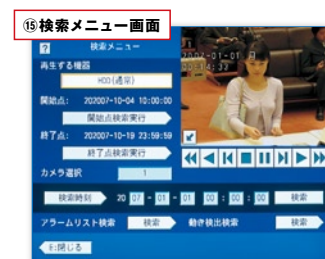 ⑮検索メニュー画面
? 検索メニュー
再生する機器
HDD(通常)
開始点: 202007-10-04 10:00:00
開始点検索実行
終了点: 202007-10-19 23:59:59
終了点検索実行
カメラ選択 1
検索時刻 20 07 - 01 - 01 00 : 00 : 00 検索
アラームリスト検索 検索 動き検出検索 検索
E:閉じる
1
2007-01-01